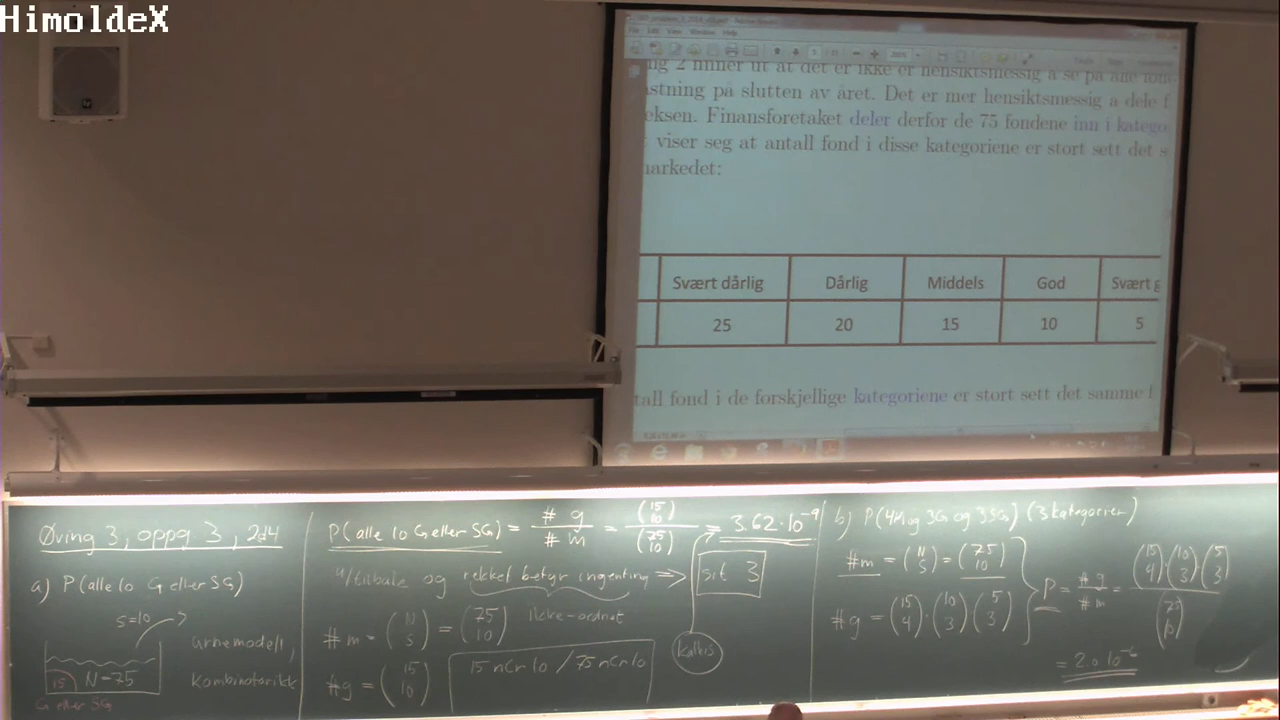 HimoldeX
ng 2 finner ut at det er ikke er hensiktsmessig å se på alle fon
astning på slutten av året. Det er mer hensiktsmessig å dele f
eksen. Finansforetaket deler derfor de 75 fondene inn i katego
viser seg at antall fond i disse kategoriene er stort sett det s
markedet:
Svært dårlig Dårlig Middels God Svært g
25 20 15 10 5
tall fond i de forskjellige kategoriene er stort sett det samme f
Øving 3, oppg. 3, 2d4
a) P(alle 10 G eller SG)
s=10
urnemodell,
kombinatorikk
15 N=75
G eller SG
P(alle 10 G eller SG) = #g / #m = (15 10) / (75 10) = 3.62·10⁻⁹
u/tilbake og rekkef betyr ingenting => sit 3
#m = (N s) = (75 10) ikke-ordnet
#g = (15 10)
15 nCr 10 / 75 nCr 10
kalkis
b) P(4M og 3G og 3SG) (3 kategorier)
#m = (N s) = (75 10)
#g = (15 4)·(10 3)(5 3)
P = #g / #m = (15 4)·(10 3)·(5 3) / (75 10)
= 2.0·10⁻⁶